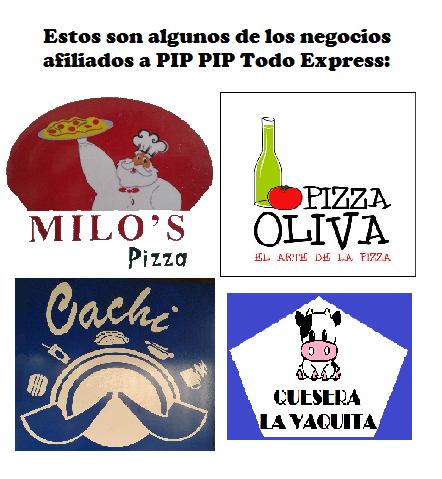 Estos son algunos de los negocios
afiliados a PIP PIP Todo Express:
MILO'S
Pizza
PIZZA
OLIVA
EL ARTE DE LA PIZZA
Cachi
QUESERA
LA VAQUITA